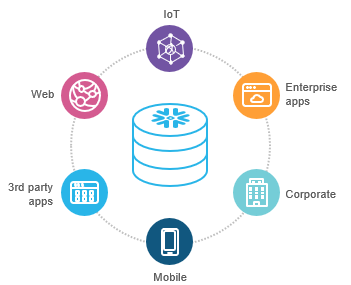 IoT
Web
Enterprise
apps
3rd party
apps
Corporate
Mobile